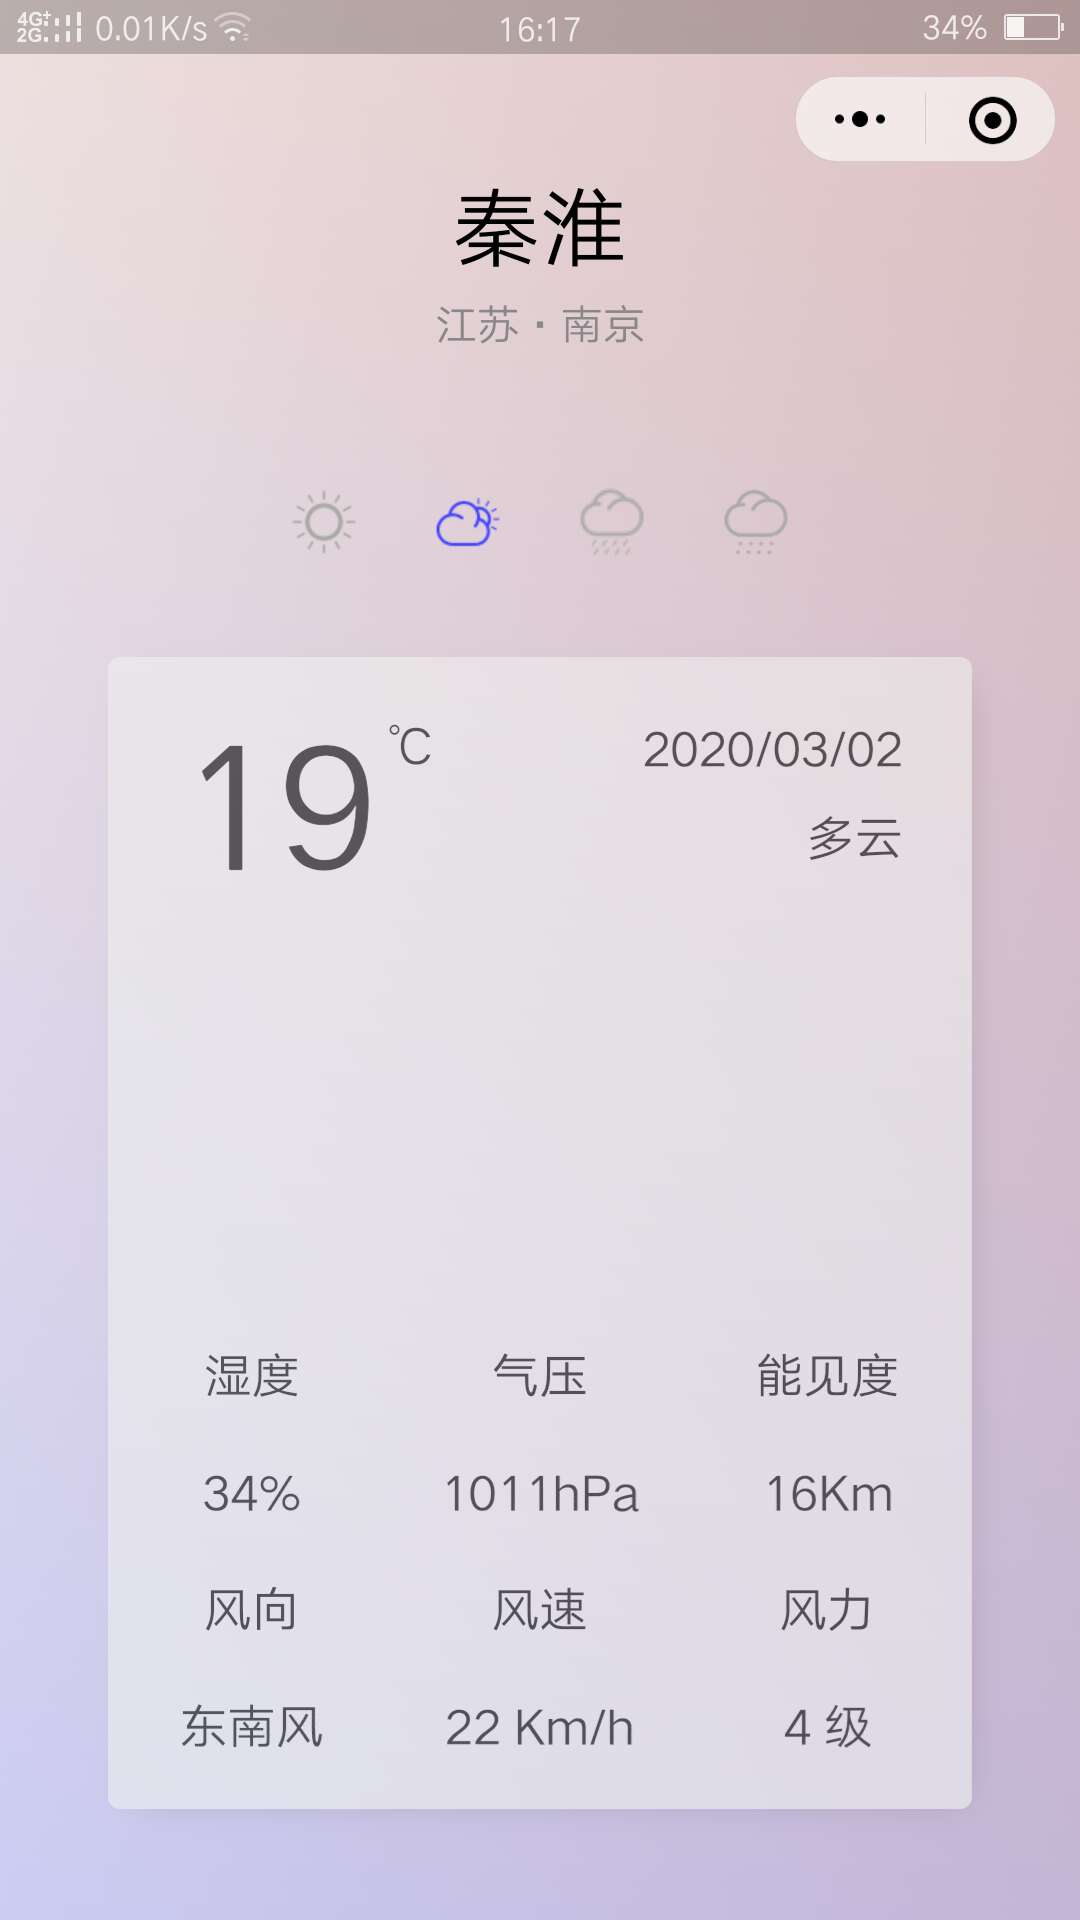 4G+ 2G 0.01K/s 16:17 34%
秦淮
江苏·南京
19℃
2020/03/02
多云
湿度 气压 能见度
34% 1011hPa 16Km
风向 风速 风力
东南风 22 Km/h 4 级